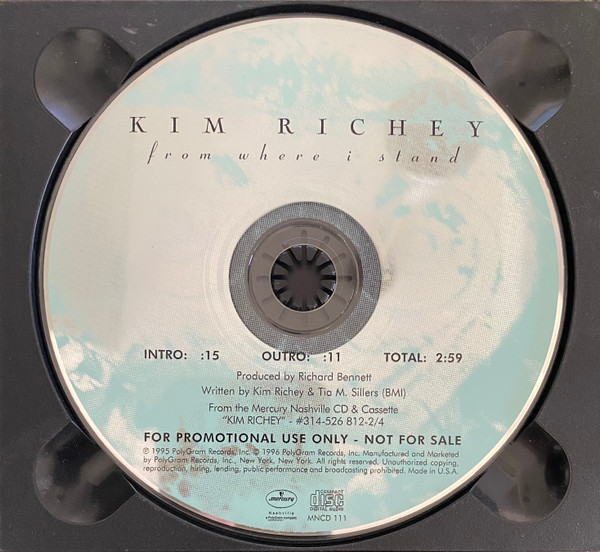 KIM RICHEY
from where i stand
INTRO: :15 OUTRO: :11 TOTAL: 2:59
Produced by Richard Bennett
Written by Kim Richey & Tia M. Sillers (BMI)
From the Mercury Nashville CD & Cassette
"KIM RICHEY" - #314-526 812-2/4
FOR PROMOTIONAL USE ONLY - NOT FOR SALE
℗ 1995 PolyGram Records, Inc. © 1996 PolyGram Records, Inc. Manufactured and Marketed
by PolyGram Records, Inc., New York, New York. All rights reserved. Unauthorized copying,
reproduction, hiring, lending, public performance and broadcasting prohibited. Made in U.S.A.
mercury
Nashville
a PolyGram company
COMPACT
disc
DIGITAL AUDIO
MNCD 111